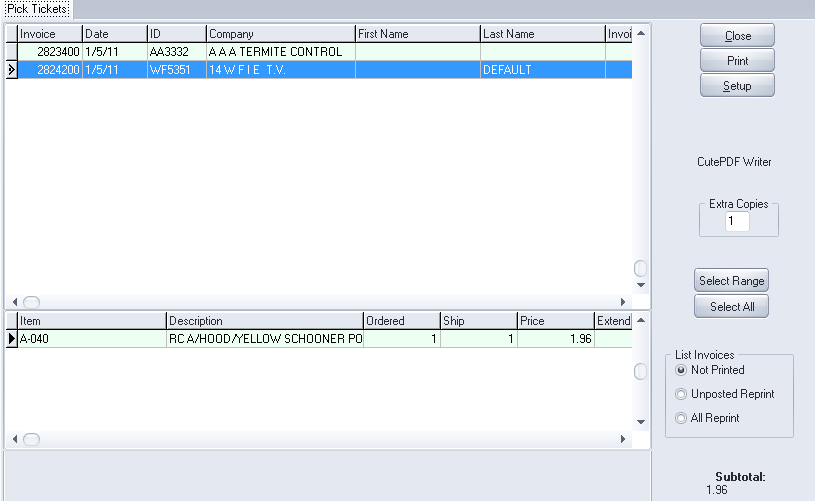 Pick Tickets
Invoice Date ID Company First Name Last Name Invoi
2823400 1/5/11 AA3332 A A A TERMITE CONTROL
2824200 1/5/11 WF5351 14 W F I E T.V. DEFAULT
Close
Print
Setup
CutePDF Writer
Extra Copies
1
Select Range
Select All
Item Description Ordered Ship Price Extend
A-040 RC A/HOOD/YELLOW SCHOONER PO 1 1 1.96
List Invoices
Not Printed
Unposted Reprint
All Reprint
Subtotal:
1.96